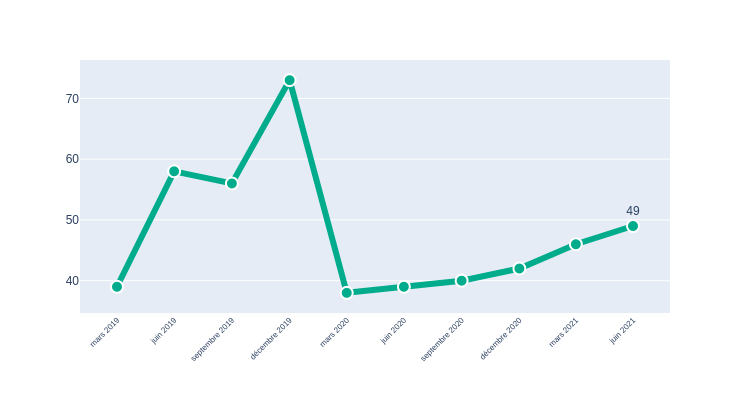 70
60
50
40
49
mars 2019
juin 2019
septembre 2019
décembre 2019
mars 2020
juin 2020
septembre 2020
décembre 2020
mars 2021
juin 2021